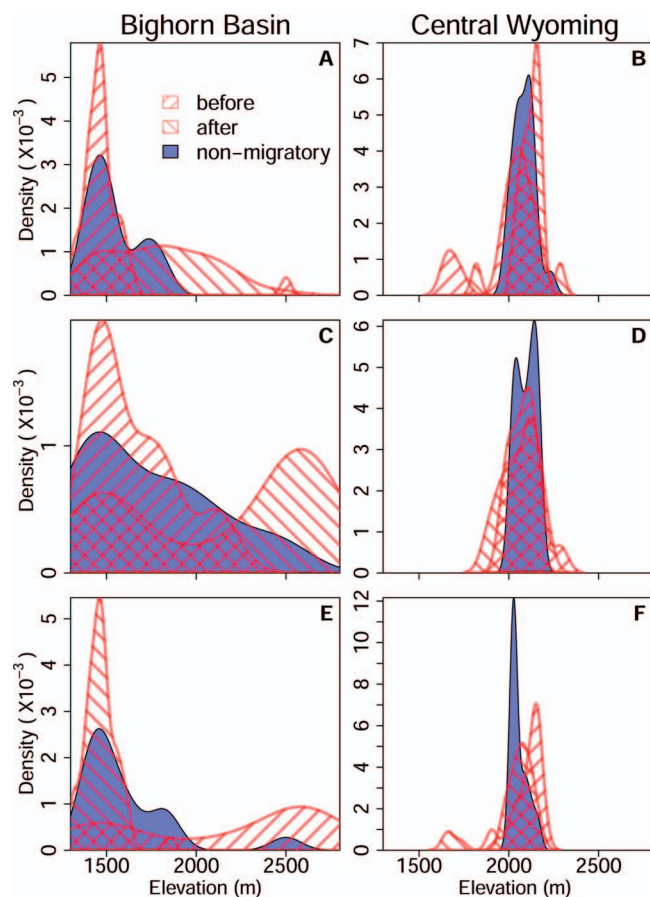 Bighorn Basin
Central Wyoming
A
5
4
3
2
1
0
Density ( X10⁻³)
before
after
non−migratory
B
7
6
5
4
3
2
1
0
C
1
0
Density ( X10⁻³)
D
6
5
4
3
2
1
0
E
5
4
3
2
1
0
Density ( X10⁻³)
1500 2000 2500
Elevation (m)
F
12
10
8
6
4
2
0
1500 2000 2500
Elevation (m)